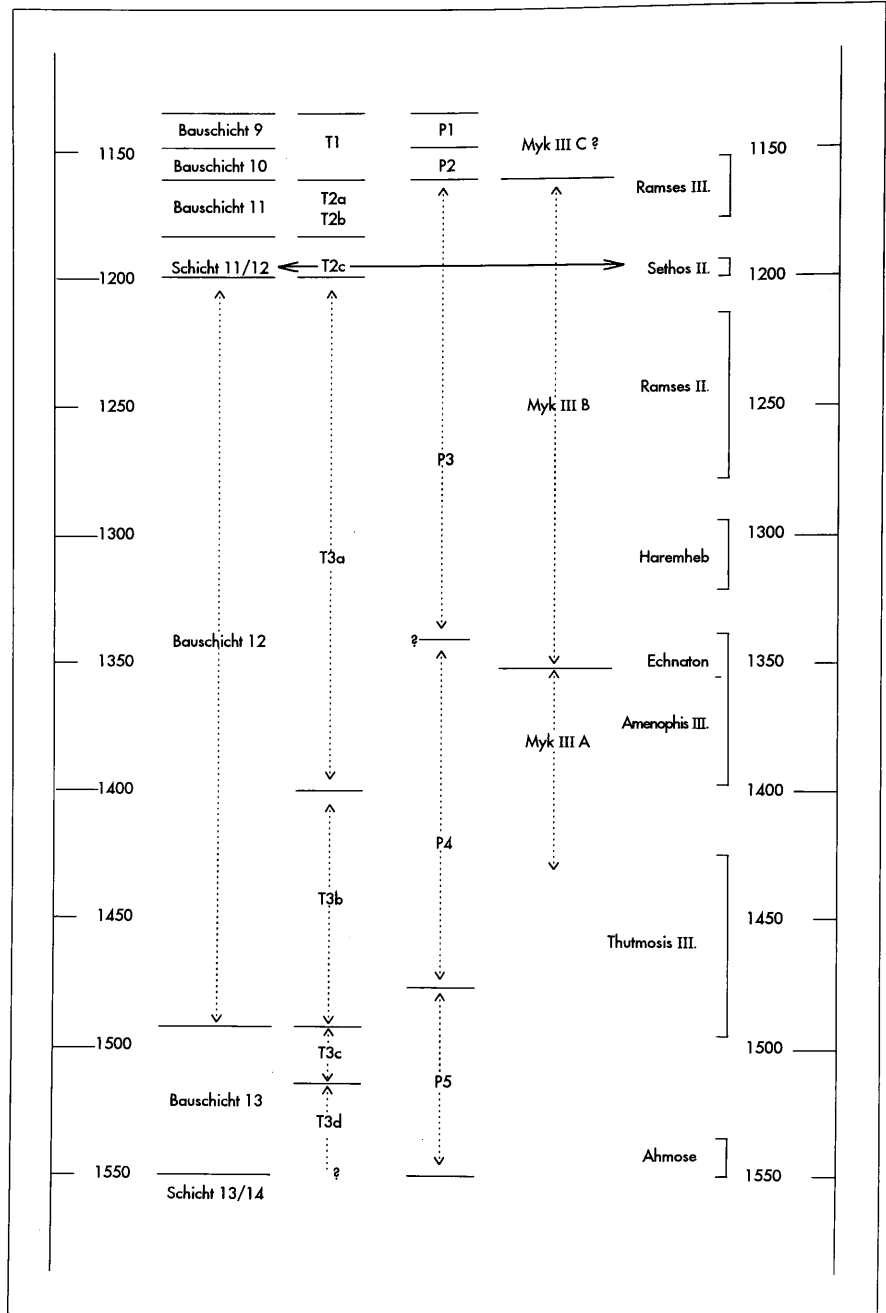 Bauschicht 9
T1
P1
1150
Myk III C ?
1150
Bauschicht 10
P2
Ramses III.
Bauschicht 11
T2a
T2b
Schicht 11/12
T2c
Sethos II.
1200
1200
Ramses II.
1250
Myk III B
1250
P3
1300
1300
T3a
Haremheb
Bauschicht 12
?
1350
Echnaton
1350
Amenophis III.
Myk III A
1400
1400
P4
T3b
1450
1450
Thutmosis III.
1500
T3c
1500
P5
Bauschicht 13
T3d
Ahmose
1550
?
1550
Schicht 13/14